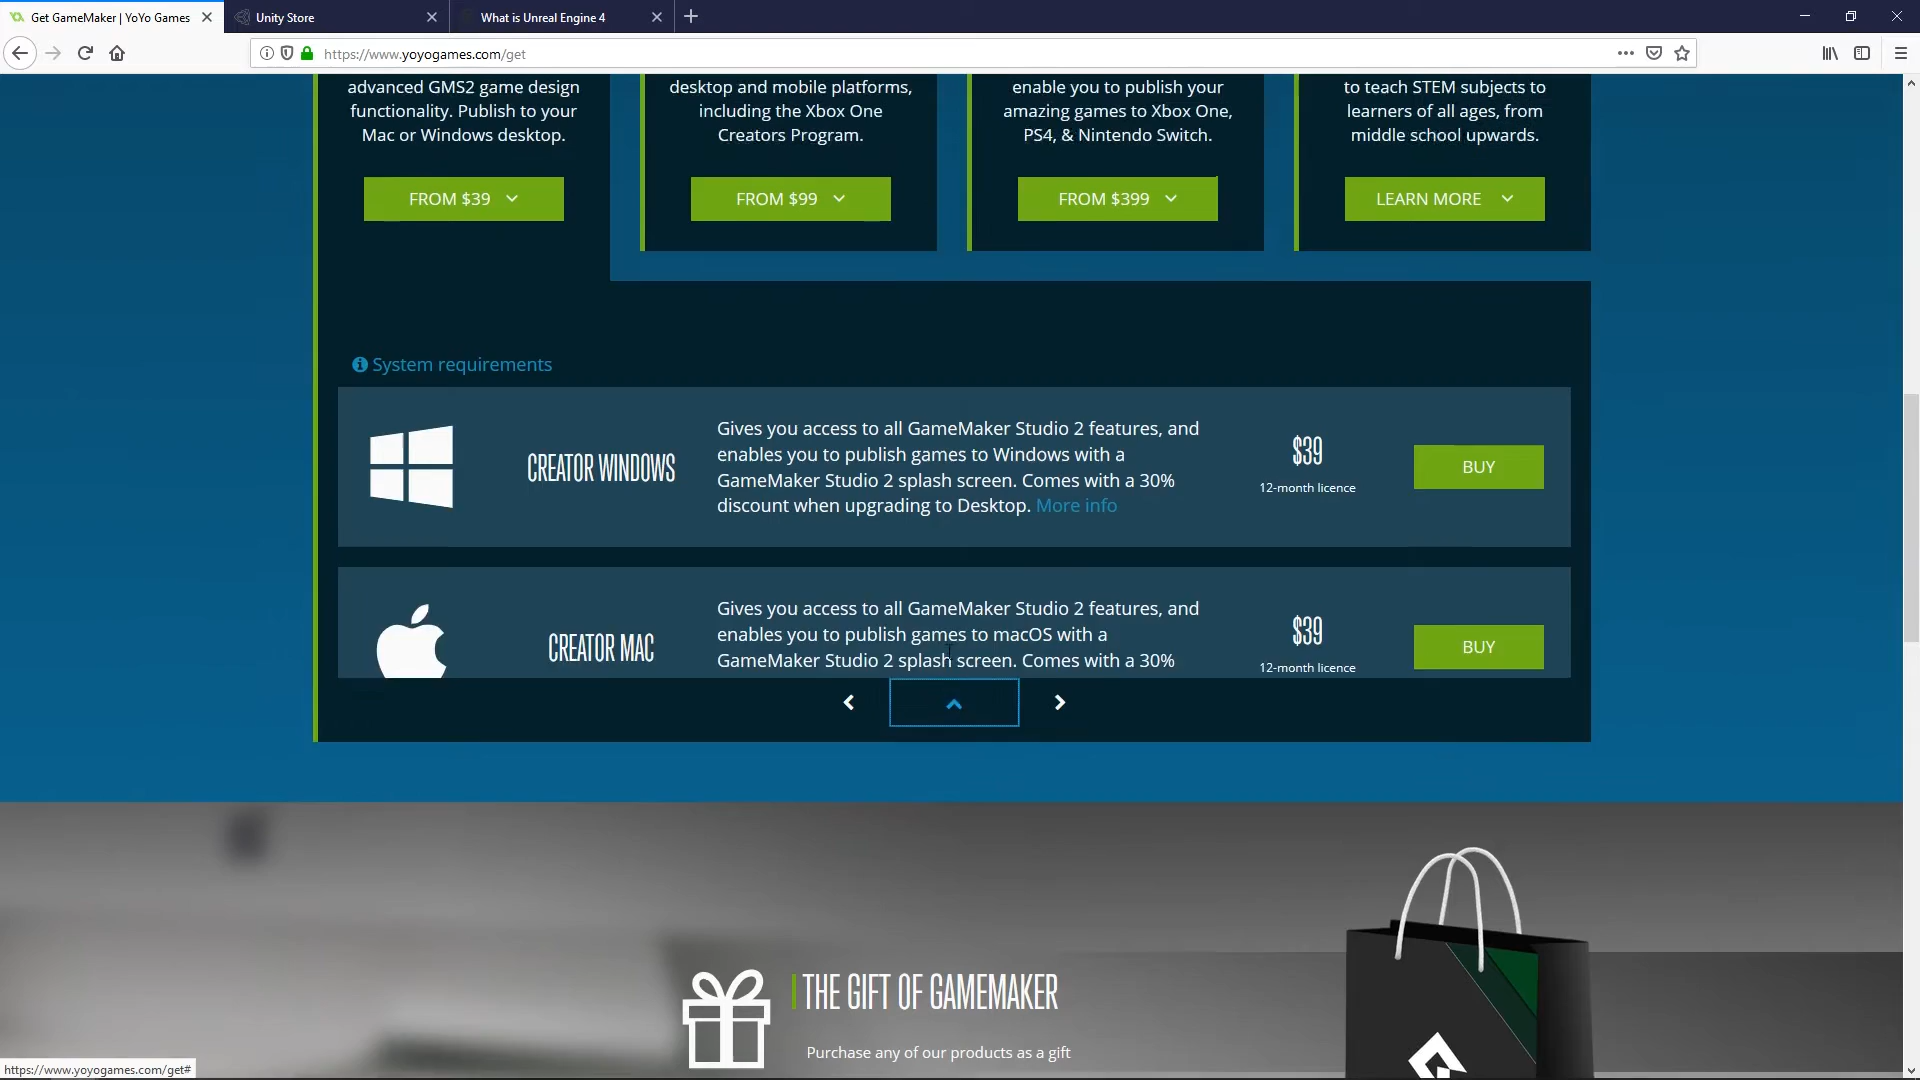 Get GameMaker | YoYo Games
Unity Store
What is Unreal Engine 4
https://www.yoyogames.com/get
advanced GMS2 game design
functionality. Publish to your
Mac or Windows desktop.
FROM $39
desktop and mobile platforms,
including the Xbox One
Creators Program.
FROM $99
enable you to publish your
amazing games to Xbox One,
PS4, & Nintendo Switch.
FROM $399
to teach STEM subjects to
learners of all ages, from
middle school upwards.
LEARN MORE
System requirements
CREATOR WINDOWS
Gives you access to all GameMaker Studio 2 features, and
enables you to publish games to Windows with a
GameMaker Studio 2 splash screen. Comes with a 30%
discount when upgrading to Desktop. More info
$39
12-month licence
BUY
CREATOR MAC
Gives you access to all GameMaker Studio 2 features, and
enables you to publish games to macOS with a
GameMaker Studio 2 splash screen. Comes with a 30%
$39
12-month licence
BUY
THE GIFT OF GAMEMAKER
Purchase any of our products as a gift
https://www.yoyogames.com/get#